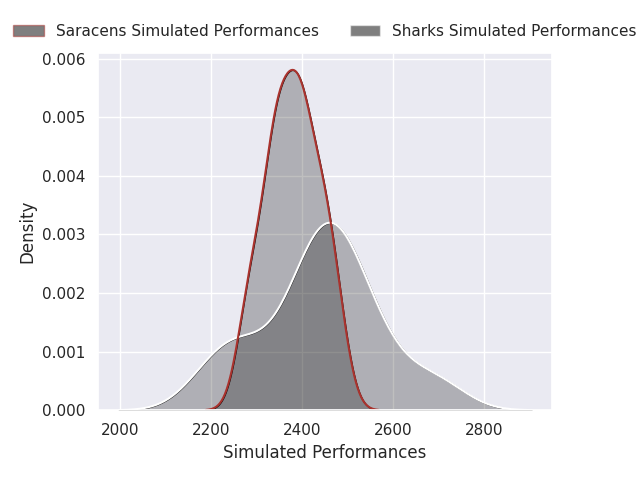 Saracens Simulated Performances
Sharks Simulated Performances
0.006
0.005
0.004
0.003
0.002
0.001
0.000
Density
2000 2200 2400 2600 2800
Simulated Performances